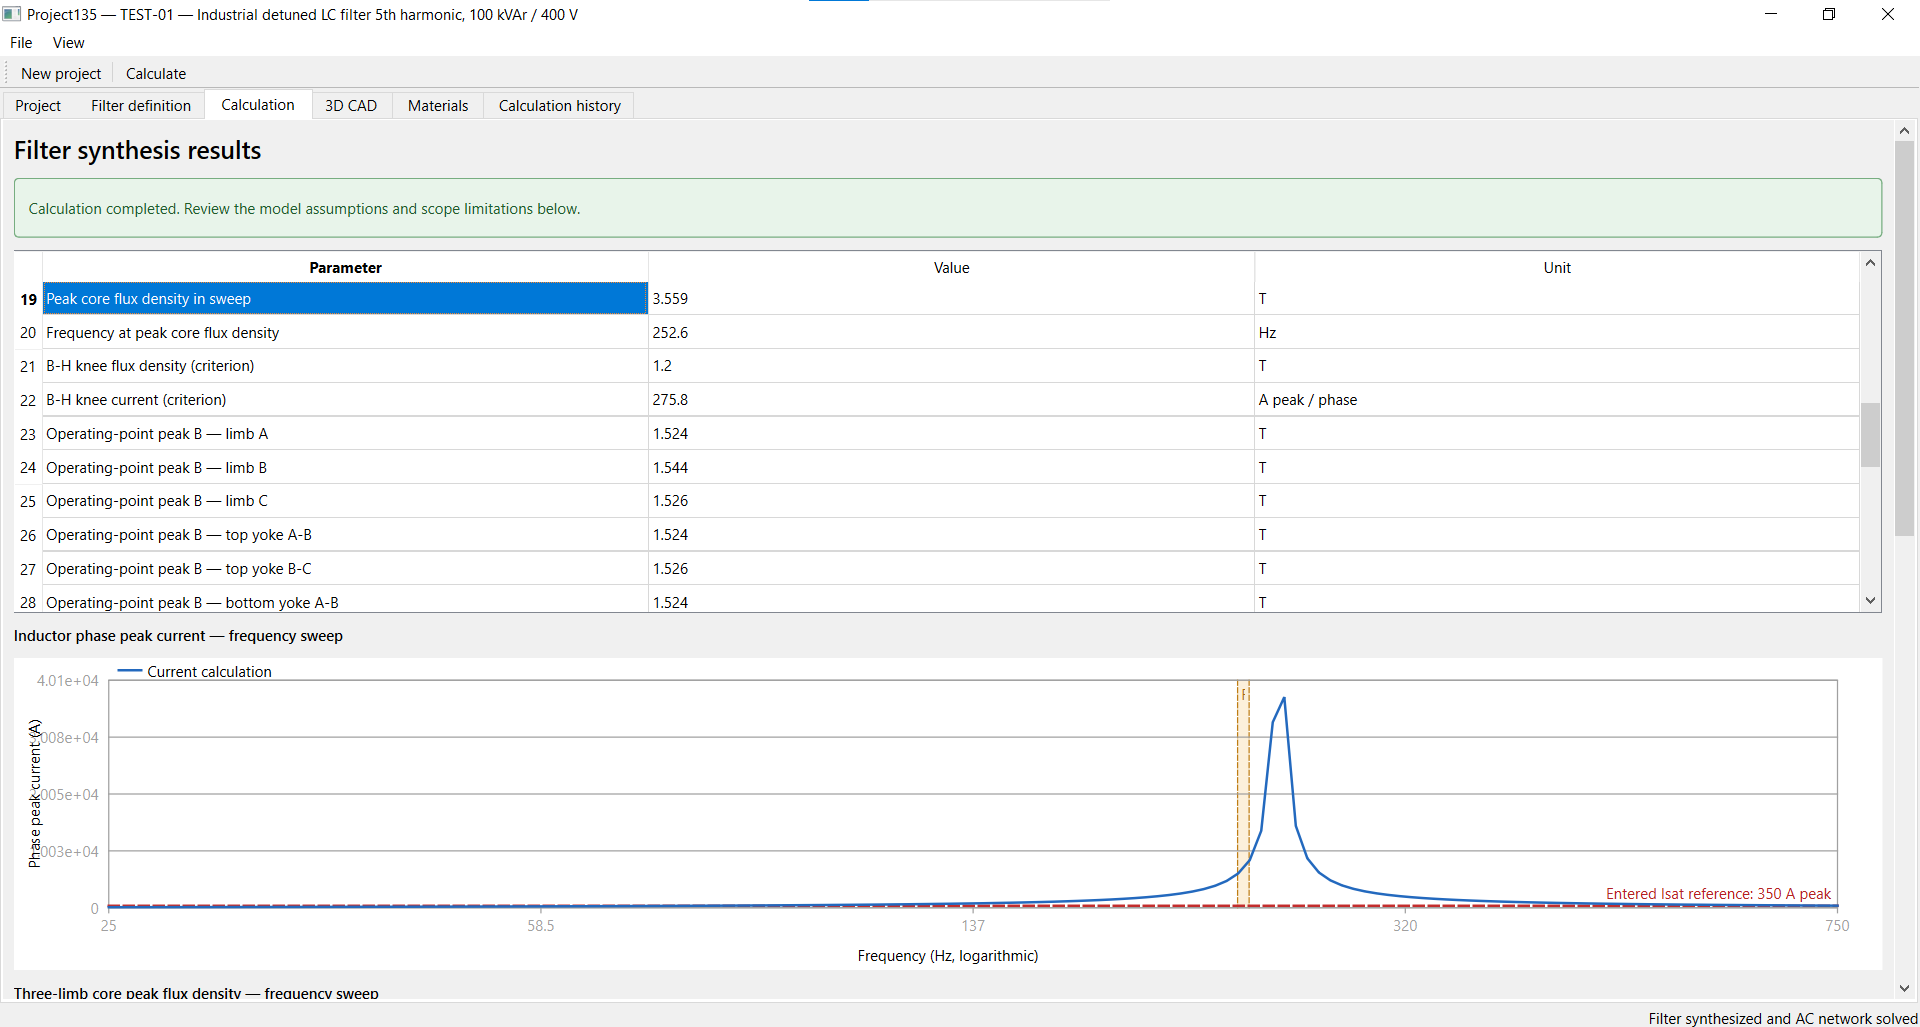 Project135 — TEST-01 — Industrial detuned LC filter 5th harmonic, 100 kVAr / 400 V
File View
New project Calculate
Project Filter definition Calculation 3D CAD Materials Calculation history
Filter synthesis results
Calculation completed. Review the model assumptions and scope limitations below.
Parameter Value Unit
19 Peak core flux density in sweep 3.559 T
20 Frequency at peak core flux density 252.6 Hz
21 B-H knee flux density (criterion) 1.2 T
22 B-H knee current (criterion) 275.8 A peak / phase
23 Operating-point peak B — limb A 1.524 T
24 Operating-point peak B — limb B 1.544 T
25 Operating-point peak B — limb C 1.526 T
26 Operating-point peak B — top yoke A-B 1.524 T
27 Operating-point peak B — top yoke B-C 1.526 T
28 Operating-point peak B — bottom yoke A-B 1.524 T
Inductor phase peak current — frequency sweep
Current calculation
4.01e+04
008e+04
005e+04
003e+04
0
Phase peak current (A)
Entered Isat reference: 350 A peak
25 58.5 137 320 750
Frequency (Hz, logarithmic)
Three-limb core peak flux density — frequency sweep
Filter synthesized and AC network solved